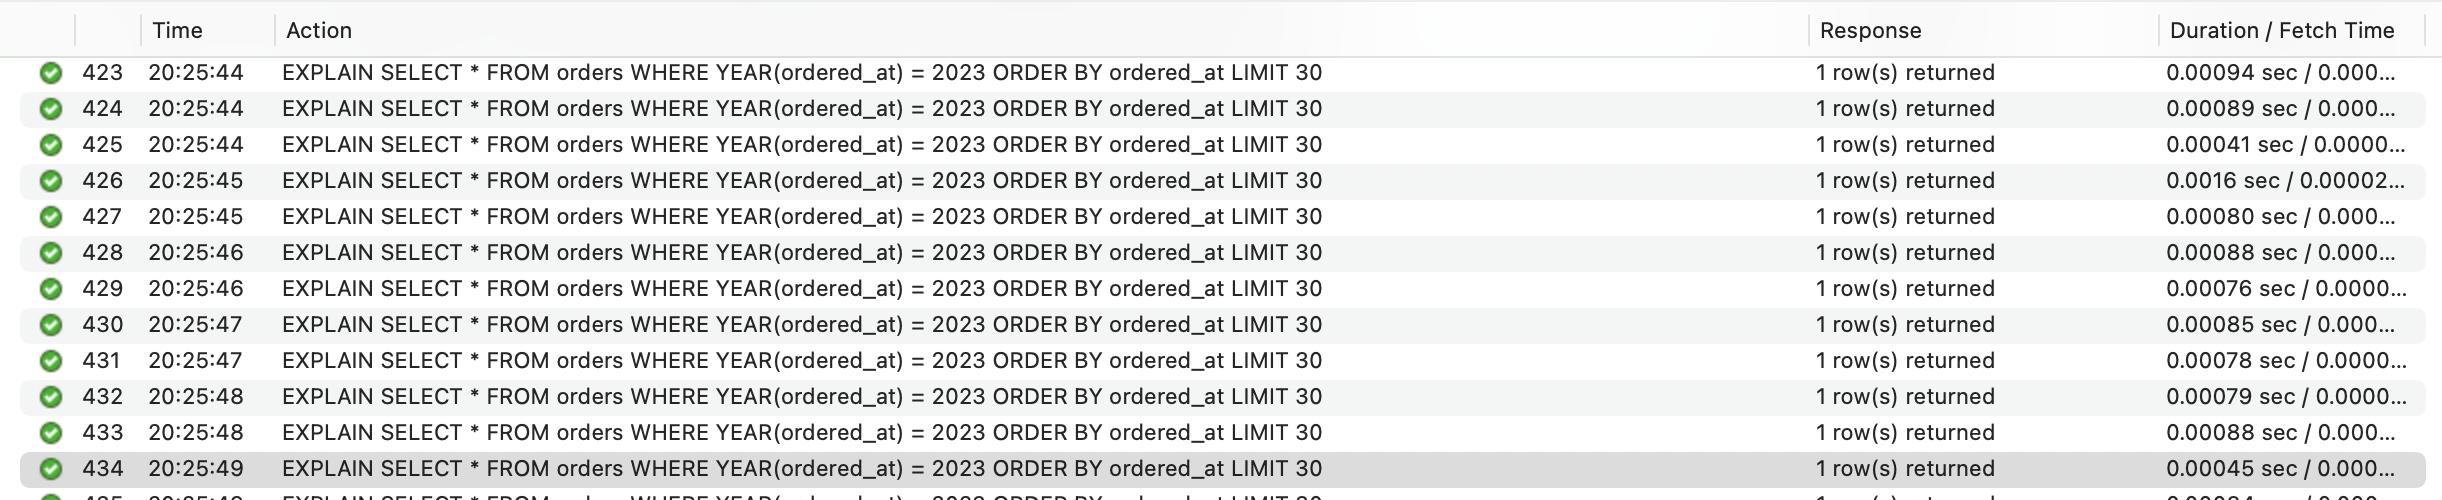 Time Action Response Duration / Fetch Time
423 20:25:44 EXPLAIN SELECT * FROM orders WHERE YEAR(ordered_at) = 2023 ORDER BY ordered_at LIMIT 30 1 row(s) returned 0.00094 sec / 0.000...
424 20:25:44 EXPLAIN SELECT * FROM orders WHERE YEAR(ordered_at) = 2023 ORDER BY ordered_at LIMIT 30 1 row(s) returned 0.00089 sec / 0.000...
425 20:25:44 EXPLAIN SELECT * FROM orders WHERE YEAR(ordered_at) = 2023 ORDER BY ordered_at LIMIT 30 1 row(s) returned 0.00041 sec / 0.0000...
426 20:25:45 EXPLAIN SELECT * FROM orders WHERE YEAR(ordered_at) = 2023 ORDER BY ordered_at LIMIT 30 1 row(s) returned 0.0016 sec / 0.00002...
427 20:25:45 EXPLAIN SELECT * FROM orders WHERE YEAR(ordered_at) = 2023 ORDER BY ordered_at LIMIT 30 1 row(s) returned 0.00080 sec / 0.000...
428 20:25:46 EXPLAIN SELECT * FROM orders WHERE YEAR(ordered_at) = 2023 ORDER BY ordered_at LIMIT 30 1 row(s) returned 0.00088 sec / 0.000...
429 20:25:46 EXPLAIN SELECT * FROM orders WHERE YEAR(ordered_at) = 2023 ORDER BY ordered_at LIMIT 30 1 row(s) returned 0.00076 sec / 0.0000...
430 20:25:47 EXPLAIN SELECT * FROM orders WHERE YEAR(ordered_at) = 2023 ORDER BY ordered_at LIMIT 30 1 row(s) returned 0.00085 sec / 0.000...
431 20:25:47 EXPLAIN SELECT * FROM orders WHERE YEAR(ordered_at) = 2023 ORDER BY ordered_at LIMIT 30 1 row(s) returned 0.00078 sec / 0.0000...
432 20:25:48 EXPLAIN SELECT * FROM orders WHERE YEAR(ordered_at) = 2023 ORDER BY ordered_at LIMIT 30 1 row(s) returned 0.00079 sec / 0.0000...
433 20:25:48 EXPLAIN SELECT * FROM orders WHERE YEAR(ordered_at) = 2023 ORDER BY ordered_at LIMIT 30 1 row(s) returned 0.00088 sec / 0.000...
434 20:25:49 EXPLAIN SELECT * FROM orders WHERE YEAR(ordered_at) = 2023 ORDER BY ordered_at LIMIT 30 1 row(s) returned 0.00045 sec / 0.000...